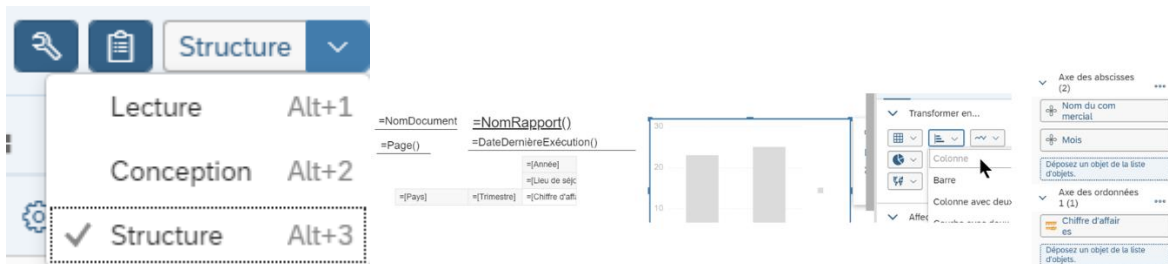 Structure
Lecture Alt+1
Conception Alt+2
Structure Alt+3
=NomDocument
=NomRapport()
=Page()
=DateDernièreExécution()
=[Année]
=[Lieu de séjc
=[Pays]
=[Trimestre]
=[Chiffre d'affa
30
20
10
Transformer en...
Colonne
Barre
Colonne avec deux
Affec
Axe des abscisses
(2)
Nom du com
mercial
Mois
Déposez un objet de la liste
d'objets.
Axe des ordonnées
1 (1)
Chiffre d'affair
es
Déposez un objet de la liste
d'objets.